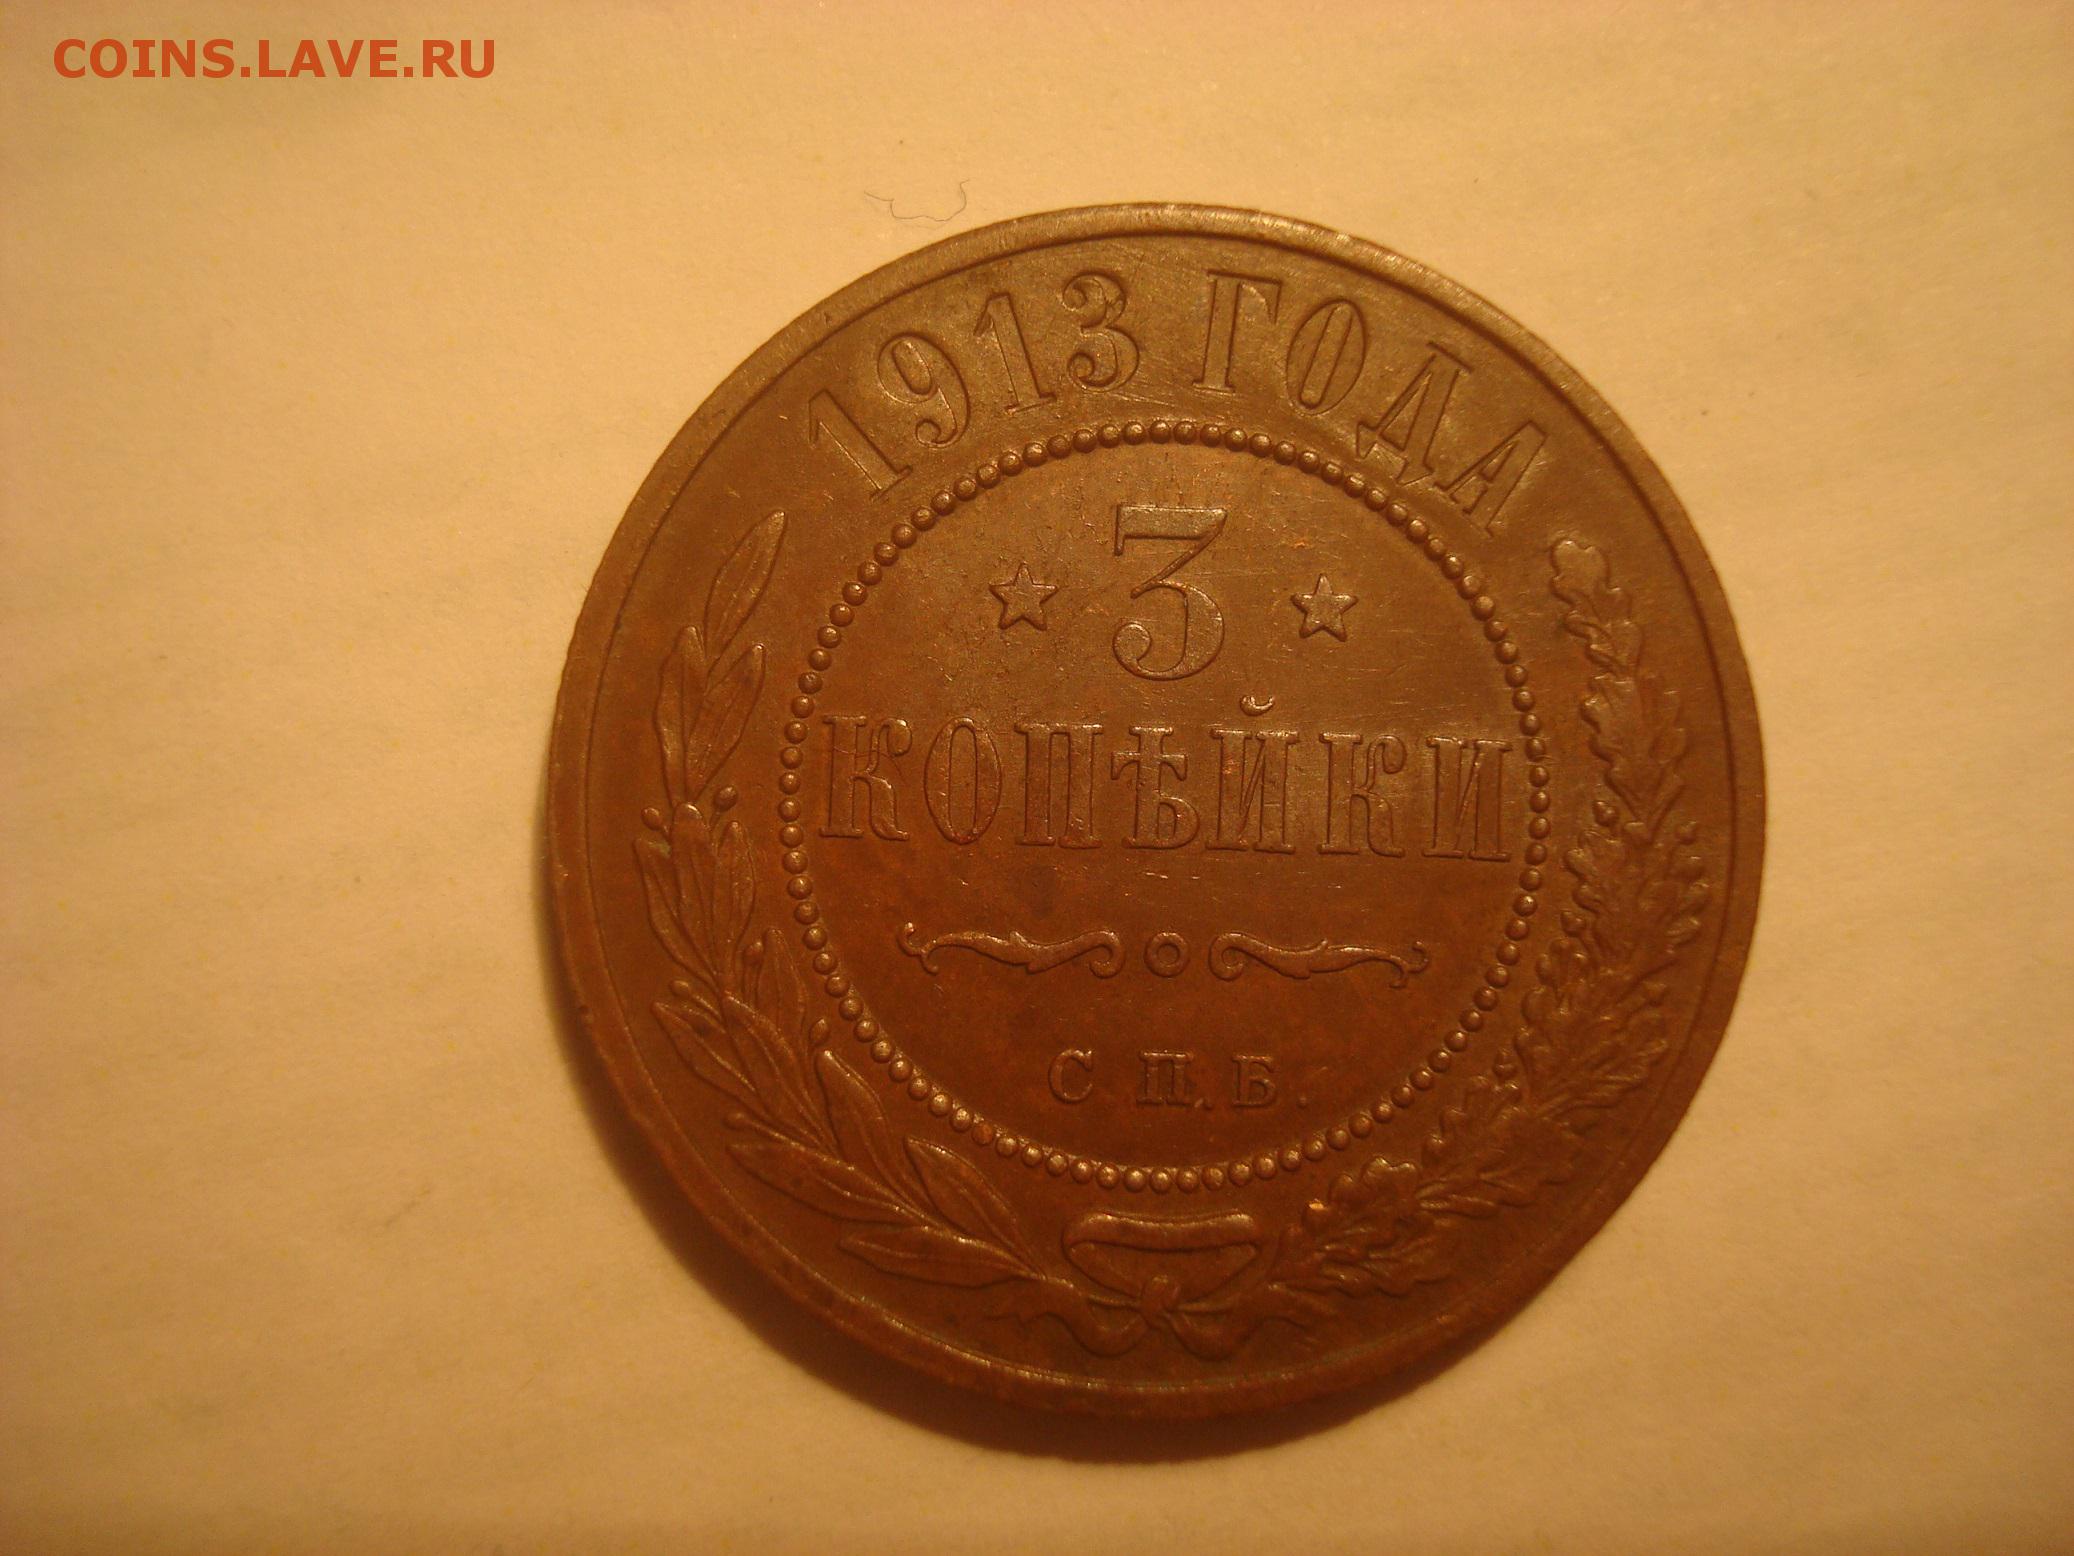 COINS.LAVE.RU
1913 ГОДА
3
КОПѢЙКИ
С.П.Б.